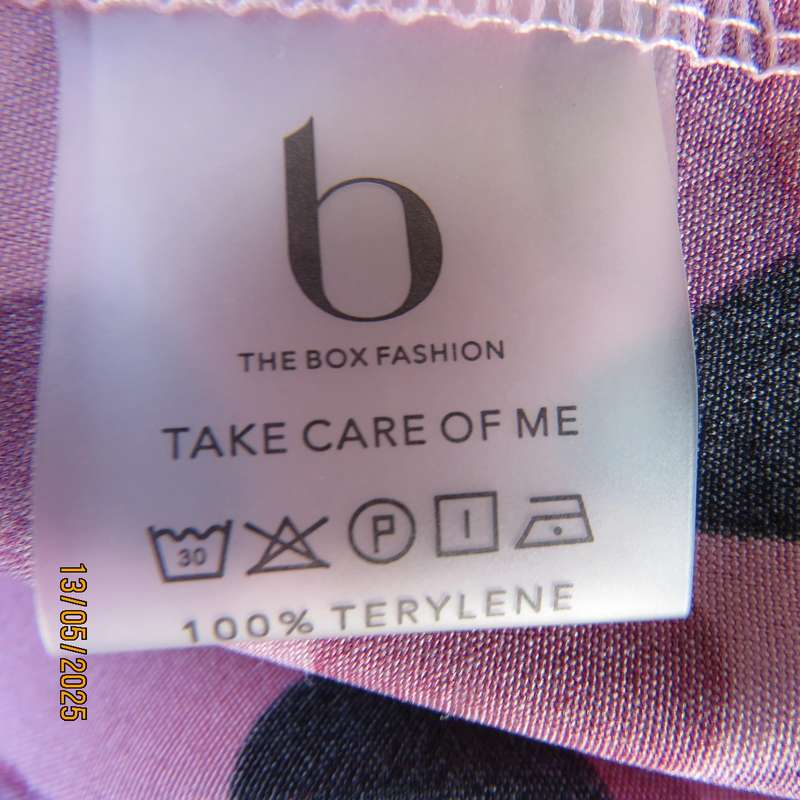 b
THE BOX FASHION
TAKE CARE OF ME
30 P I
100% TERYLENE
13/05/2025